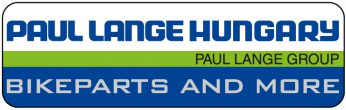 PAUL LANGE HUNGARY
PAUL LANGE GROUP
BIKEPARTS AND MORE